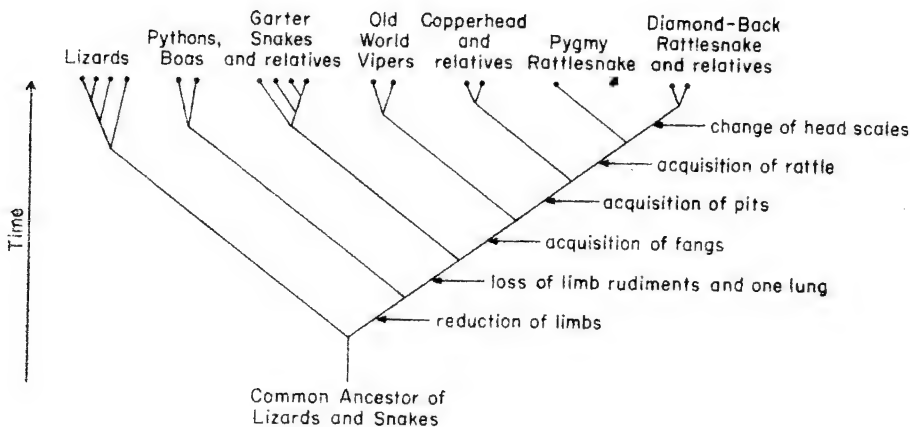 Lizards
Pythons,
Boas
Garter
Snakes
and relatives
Old
World
Vipers
Copperhead
and
relatives
Pygmy
Rattlesnake
Diamond-Back
Rattlesnake
and relatives
Time
change of head scales
acquisition of rattle
acquisition of pits
acquisition of fangs
loss of limb rudiments and one lung
reduction of limbs
Common Ancestor of
Lizards and Snakes